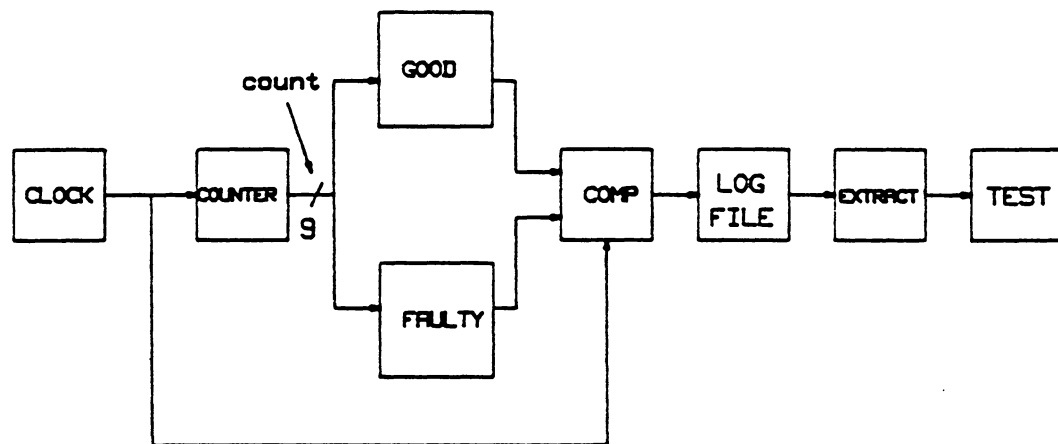 GOOD
count
CLOCK
COUNTER
9
COMP
LOG
FILE
EXTRACT
TEST
FAULTY